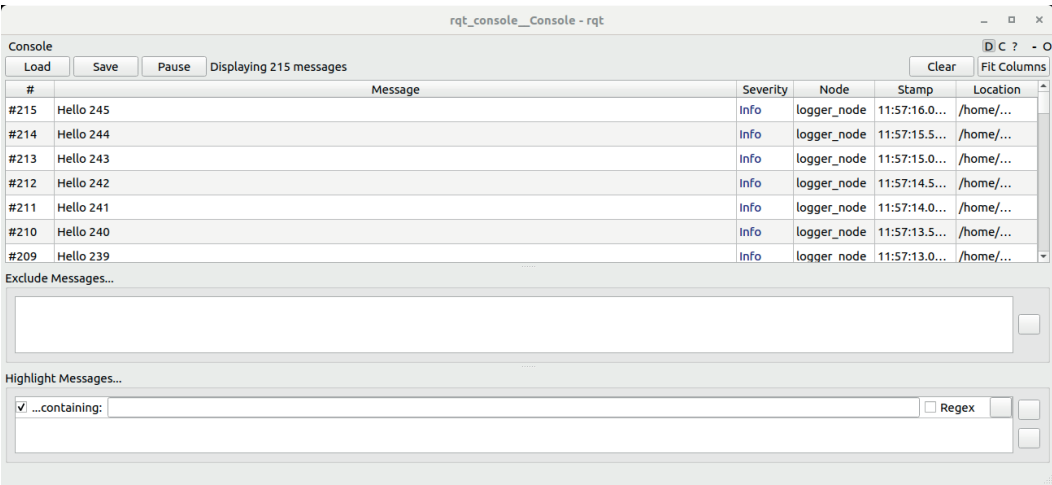 rqt_console__Console - rqt
Console D C ? - O
Load Save Pause Displaying 215 messages Clear Fit Columns
# Message Severity Node Stamp Location
#215 Hello 245 Info logger_node 11:57:16.0... /home/...
#214 Hello 244 Info logger_node 11:57:15.5... /home/...
#213 Hello 243 Info logger_node 11:57:15.0... /home/...
#212 Hello 242 Info logger_node 11:57:14.5... /home/...
#211 Hello 241 Info logger_node 11:57:14.0... /home/...
#210 Hello 240 Info logger_node 11:57:13.5... /home/...
#209 Hello 239 Info logger_node 11:57:13.0... /home/...
Exclude Messages...
Highlight Messages...
...containing: Regex